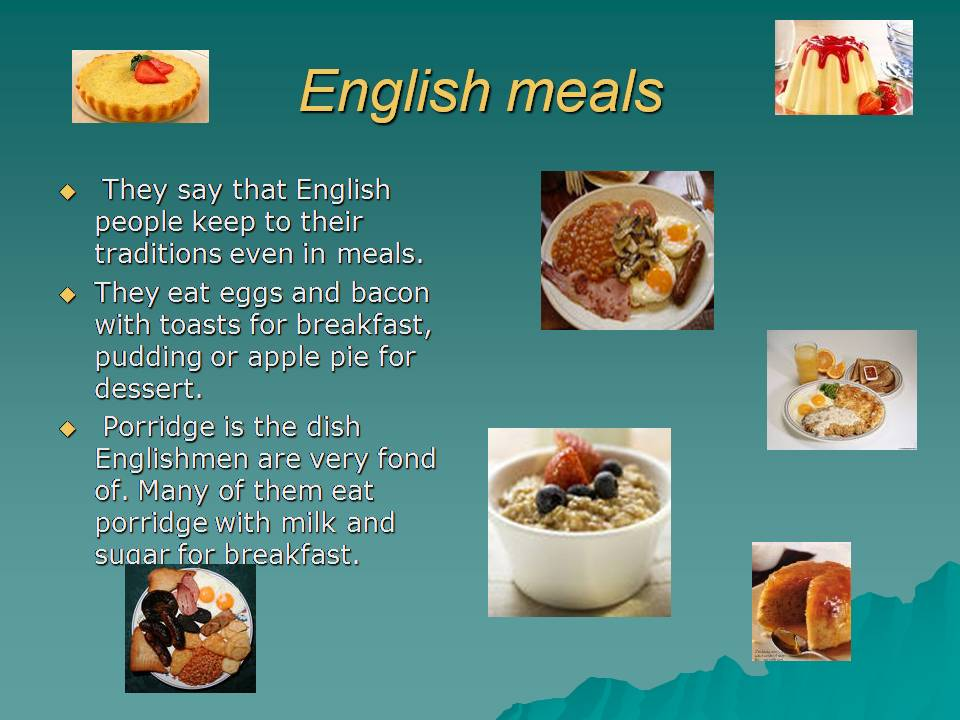 English meals
They say that English
people keep to their
traditions even in meals.
They eat eggs and bacon
with toasts for breakfast,
pudding or apple pie for
dessert.
Porridge is the dish
Englishmen are very fond
of. Many of them eat
porridge with milk and
sugar for breakfast.